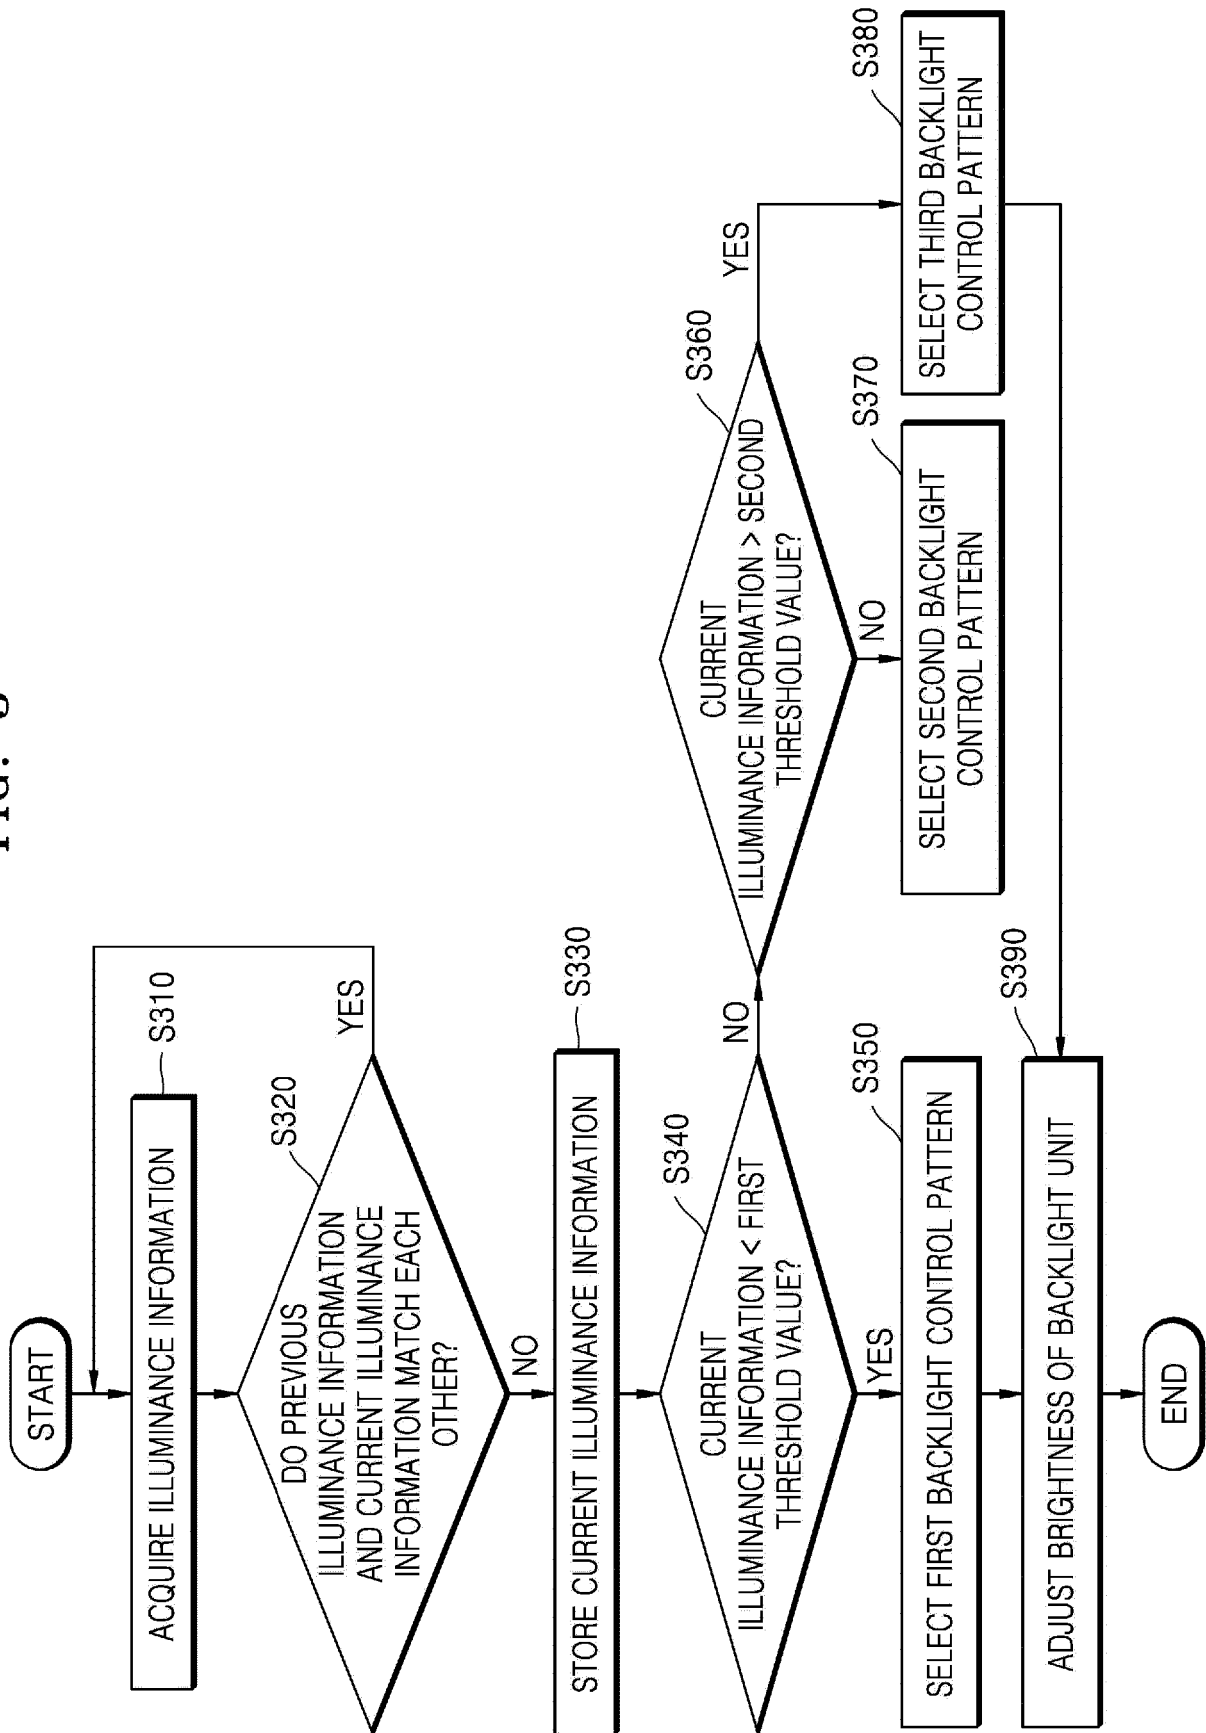 START
ACQUIRE ILLUMINANCE INFORMATION
S310
DO PREVIOUS
ILLUMINANCE INFORMATION
AND CURRENT ILLUMINANCE
INFORMATION MATCH EACH
OTHER?
S320
YES
NO
STORE CURRENT ILLUMINANCE INFORMATION
S330
CURRENT
ILLUMINANCE INFORMATION < FIRST
THRESHOLD VALUE?
S340
NO
YES
CURRENT
ILLUMINANCE INFORMATION > SECOND
THRESHOLD VALUE?
S360
YES
NO
SELECT FIRST BACKLIGHT CONTROL PATTERN
S350
SELECT SECOND BACKLIGHT
CONTROL PATTERN
S370
SELECT THIRD BACKLIGHT
CONTROL PATTERN
S380
ADJUST BRIGHTNESS OF BACKLIGHT UNIT
S390
END